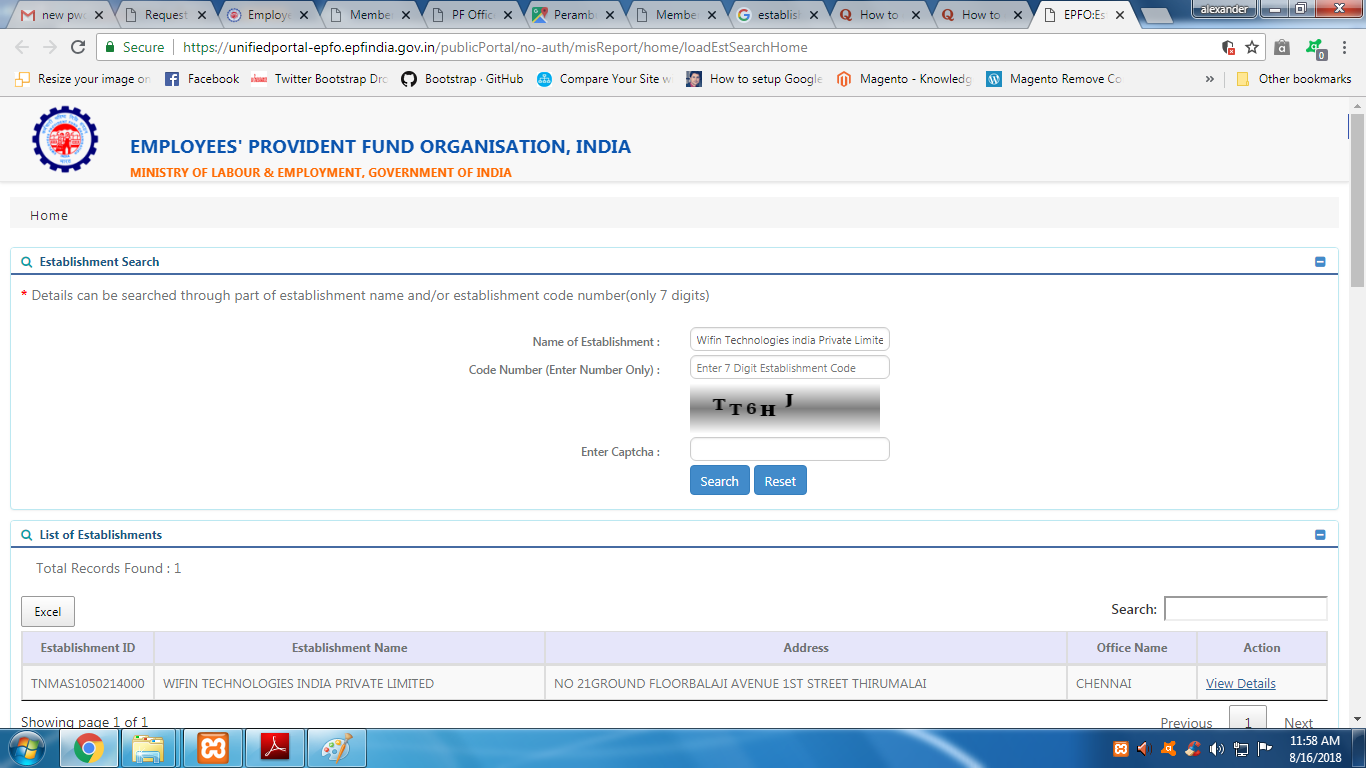 new pw
Request
Employe
Membe
PF Offic
Peramb
Membe
establis
How to
How to
EPFO:Es
alexander
Secure https://unifiedportal-epfo.epfindia.gov.in/publicPortal/no-auth/misReport/home/loadEstSearchHome
0
Resize your image on Facebook Twitter Bootstrap Dro Bootstrap · GitHub Compare Your Site w How to setup Google Magento - Knowledg Magento Remove Co » Other bookmarks
EMPLOYEES' PROVIDENT FUND ORGANISATION, INDIA
MINISTRY OF LABOUR & EMPLOYMENT, GOVERNMENT OF INDIA
Home
Establishment Search
* Details can be searched through part of establishment name and/or establishment code number(only 7 digits)
Name of Establishment : Wifin Technologies india Private Limite
Code Number (Enter Number Only) : Enter 7 Digit Establishment Code
TT6HJ
Enter Captcha :
Search Reset
List of Establishments
Total Records Found : 1
Excel Search:
Establishment ID Establishment Name Address Office Name Action
TNMAS1050214000 WIFIN TECHNOLOGIES INDIA PRIVATE LIMITED NO 21GROUND FLOORBALAJI AVENUE 1ST STREET THIRUMALAI CHENNAI View Details
Showing page 1 of 1 Previous 1 Next
11:58 AM
8/16/2018